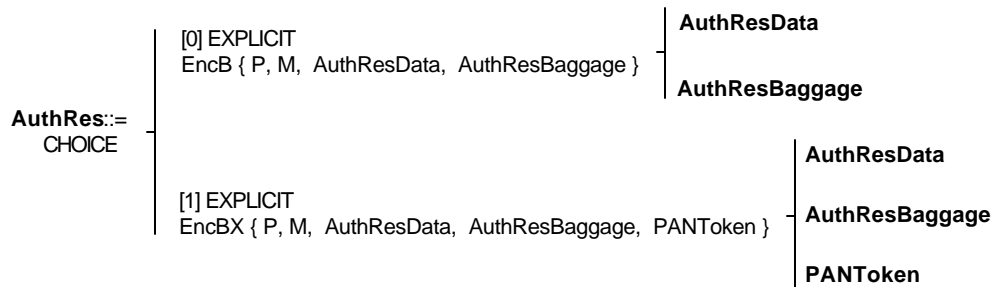 AuthRes::=
CHOICE
[0] EXPLICIT
EncB { P, M, AuthResData, AuthResBaggage }
AuthResData
AuthResBaggage
[1] EXPLICIT
EncBX { P, M, AuthResData, AuthResBaggage, PANToken }
AuthResData
AuthResBaggage
PANToken